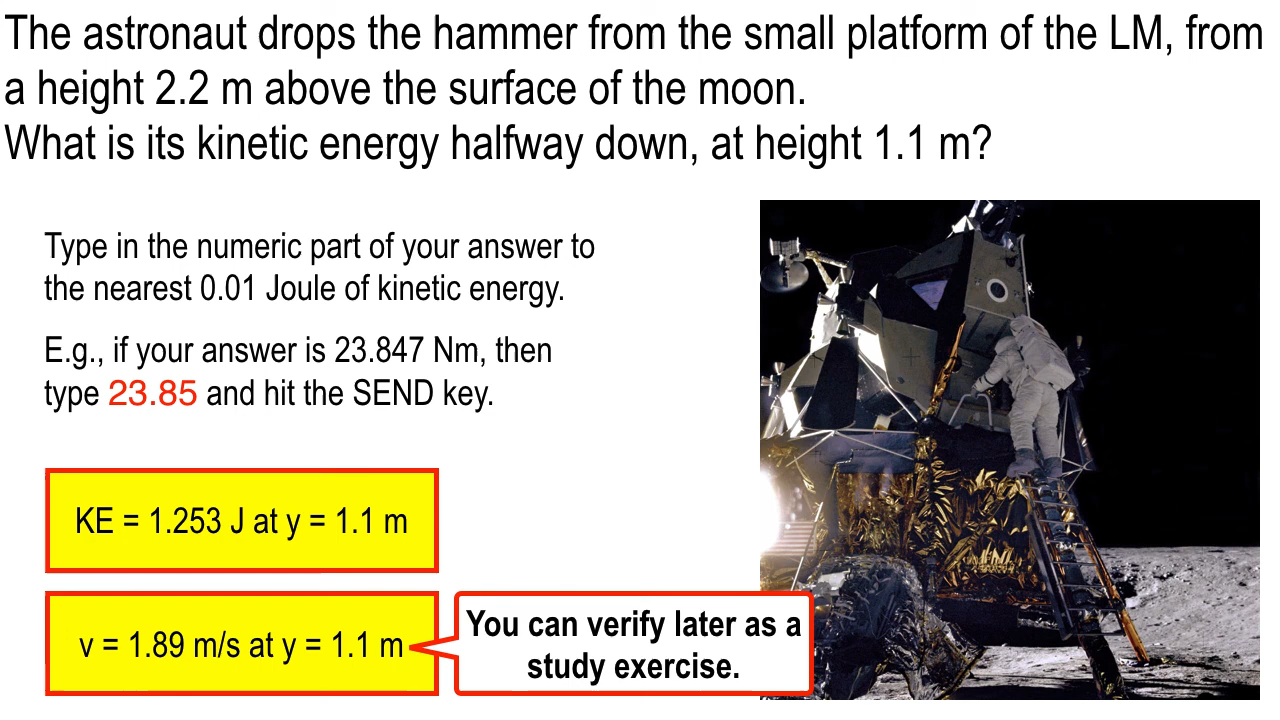 The astronaut drops the hammer from the small platform of the LM, from
a height 2.2 m above the surface of the moon.
What is its kinetic energy halfway down, at height 1.1 m?
Type in the numeric part of your answer to
the nearest 0.01 Joule of kinetic energy.
E.g., if your answer is 23.847 Nm, then
type 23.85 and hit the SEND key.
KE = 1.253 J at y = 1.1 m
v = 1.89 m/s at y = 1.1 m
You can verify later as a
study exercise.